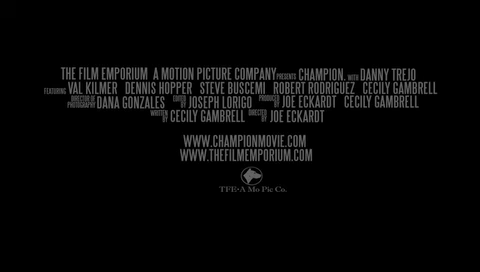 THE FILM EMPORIUM A MOTION PICTURE COMPANY PRESENTS CHAMPION. WITH DANNY TREJO
FEATURING VAL KILMER DENNIS HOPPER STEVE BUSCEMI ROBERT RODRIGUEZ CECILY GAMBRELL
DIRECTOR OF PHOTOGRAPHY DANA GONZALES EDITED BY JOSEPH LORIGO PRODUCED BY JOE ECKARDT CECILY GAMBRELL
WRITTEN BY CECILY GAMBRELL DIRECTED BY JOE ECKARDT
WWW.CHAMPIONMOVIE.COM
WWW.THEFILMEMPORIUM.COM
TFE•A Mo Pic Co.